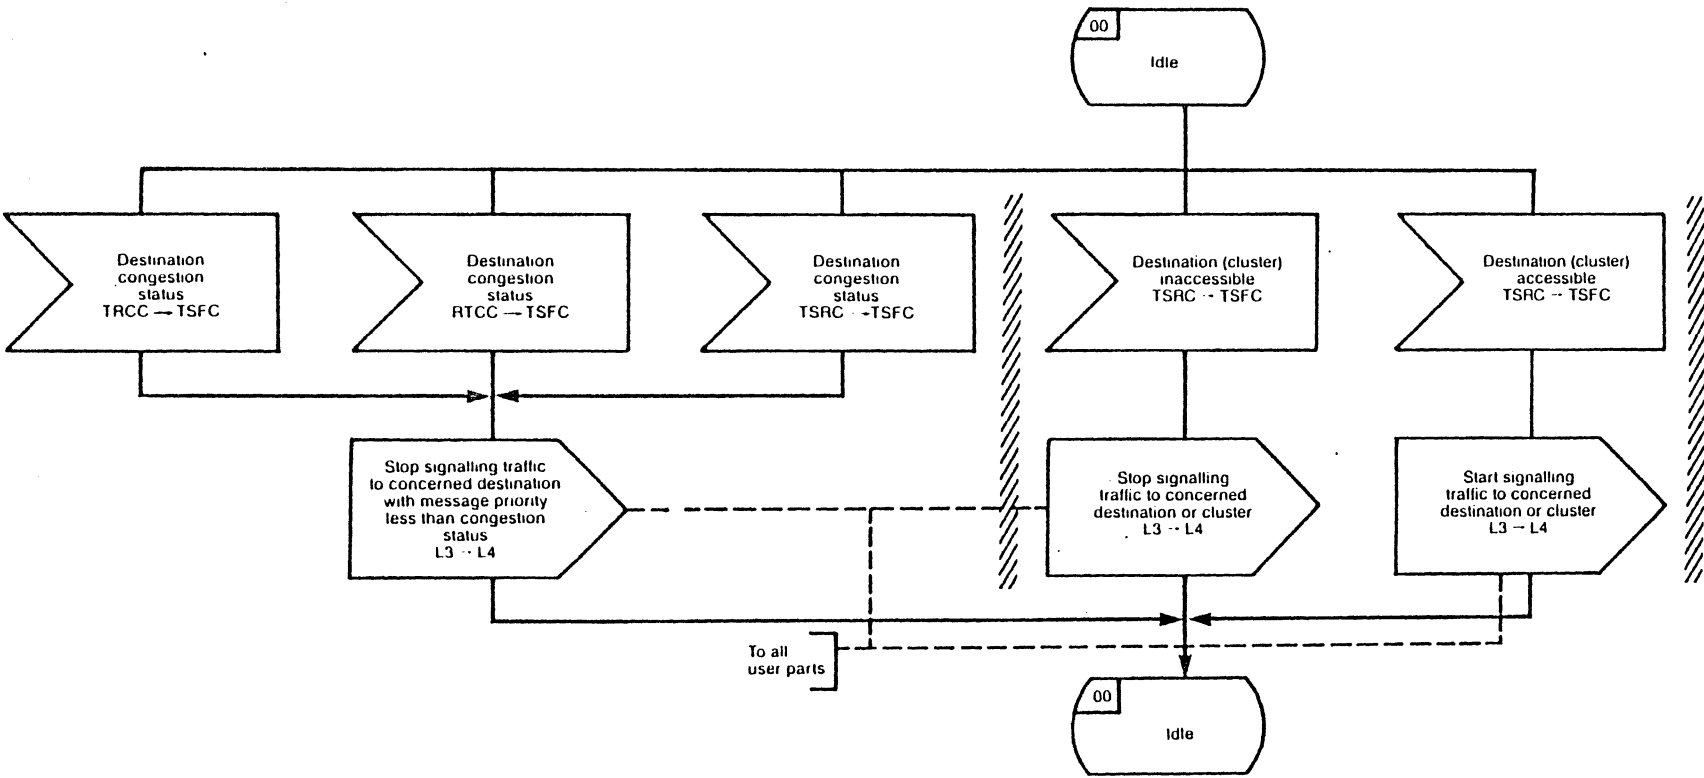 00
Idle
Destination
congestion
status
TRCC → TSFC
Destination
congestion
status
RTCC → TSFC
Destination
congestion
status
TSRC → TSFC
Destination (cluster)
inaccessible
TSRC → TSFC
Destination (cluster)
accessible
TSRC → TSFC
Stop signalling traffic
to concerned destination
with message priority
less than congestion
status
L3 → L4
Stop signalling
traffic to concerned
destination or cluster
L3 → L4
Start signalling
traffic to concerned
destination or cluster
L3 → L4
To all
user parts
00
Idle